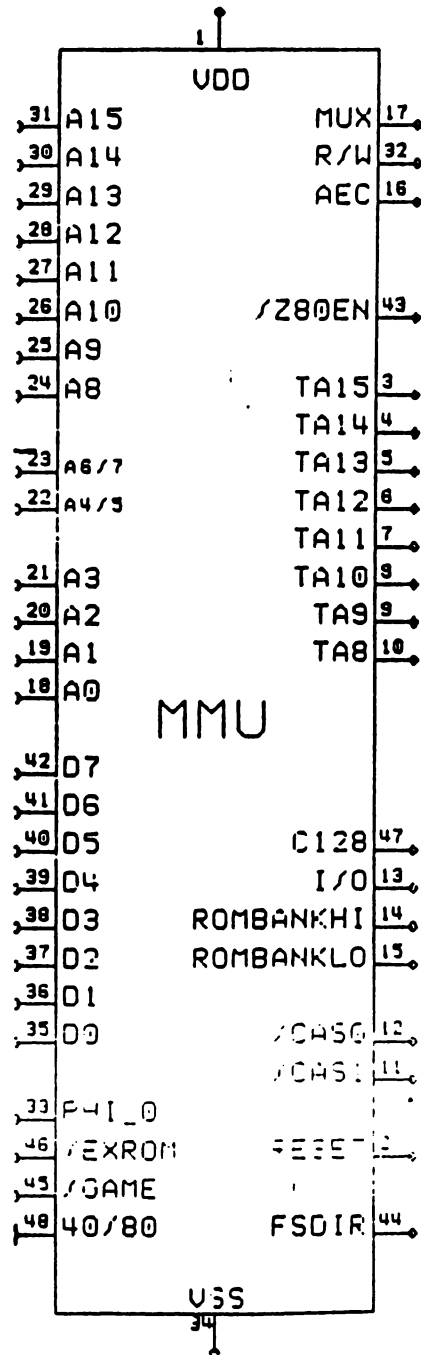 1
VDD
31 A15 MUX 17
30 A14 R/W 32
29 A13 AEC 16
28 A12
27 A11
26 A10 /Z80EN 43
25 A9
24 A8 TA15 3
TA14 4
23 A6/7 TA13 5
22 A4/5 TA12 6
TA11 7
21 A3 TA10 8
20 A2 TA9 9
19 A1 TA8 10
18 A0
MMU
42 D7
41 D6
40 D5 C128 47
39 D4 I/O 13
38 D3 ROMBANKHI 14
37 D2 ROMBANKLO 15
36 D1
35 D0 /CAS0 12
/CAS1 11
33 PHI_0
46 /EXROM RESET 2
45 /GAME
48 40/80 FSDIR 44
VSS
34